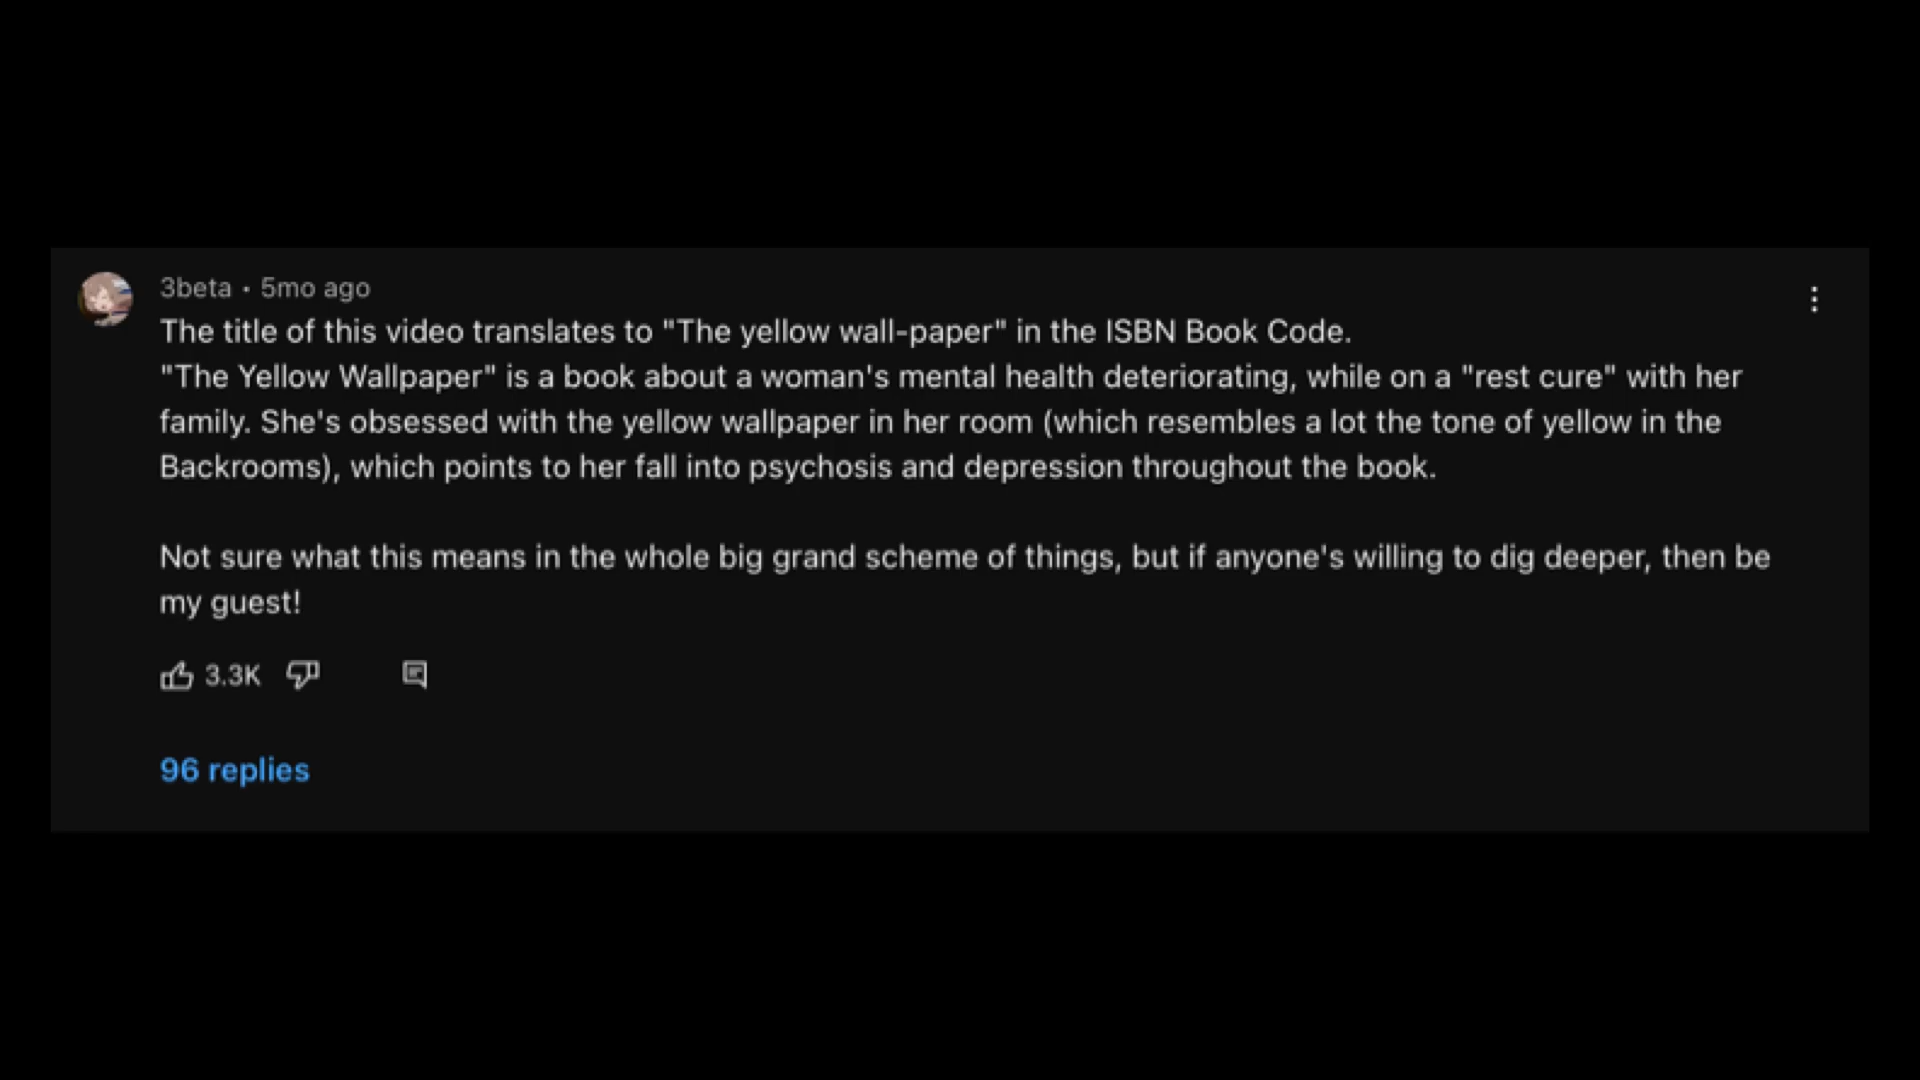 3beta • 5mo ago
The title of this video translates to "The yellow wall-paper" in the ISBN Book Code.
"The Yellow Wallpaper" is a book about a woman's mental health deteriorating, while on a "rest cure" with her
family. She's obsessed with the yellow wallpaper in her room (which resembles a lot the tone of yellow in the
Backrooms), which points to her fall into psychosis and depression throughout the book.
Not sure what this means in the whole big grand scheme of things, but if anyone's willing to dig deeper, then be
my guest!
3.3K
96 replies